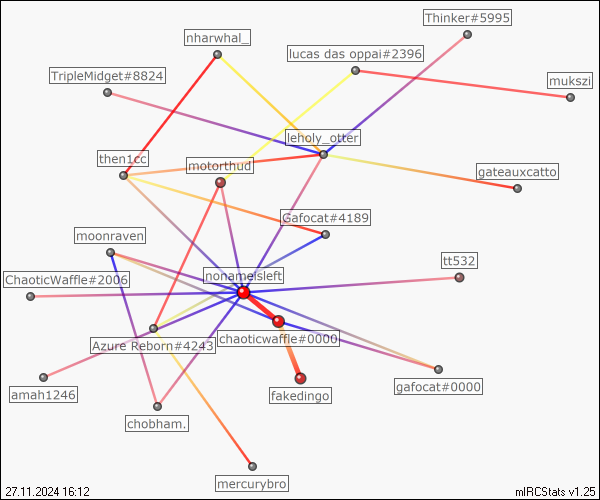 Thinker#5995
nharwhal_
lucas das oppai#2396
TripleMidget#8824
mukszi
leholy_otter
then1cc
motorthud
gateauxcatto
Gafocat#4189
moonraven
tt532
nonameisleft
ChaoticWaffle#2006
chaoticwaffle#0000
Azure Reborn#4243
gafocat#0000
amah1246
fakedingo
chobham.
mercurybro
27.11.2024 16:12
mIRCStats v1.25